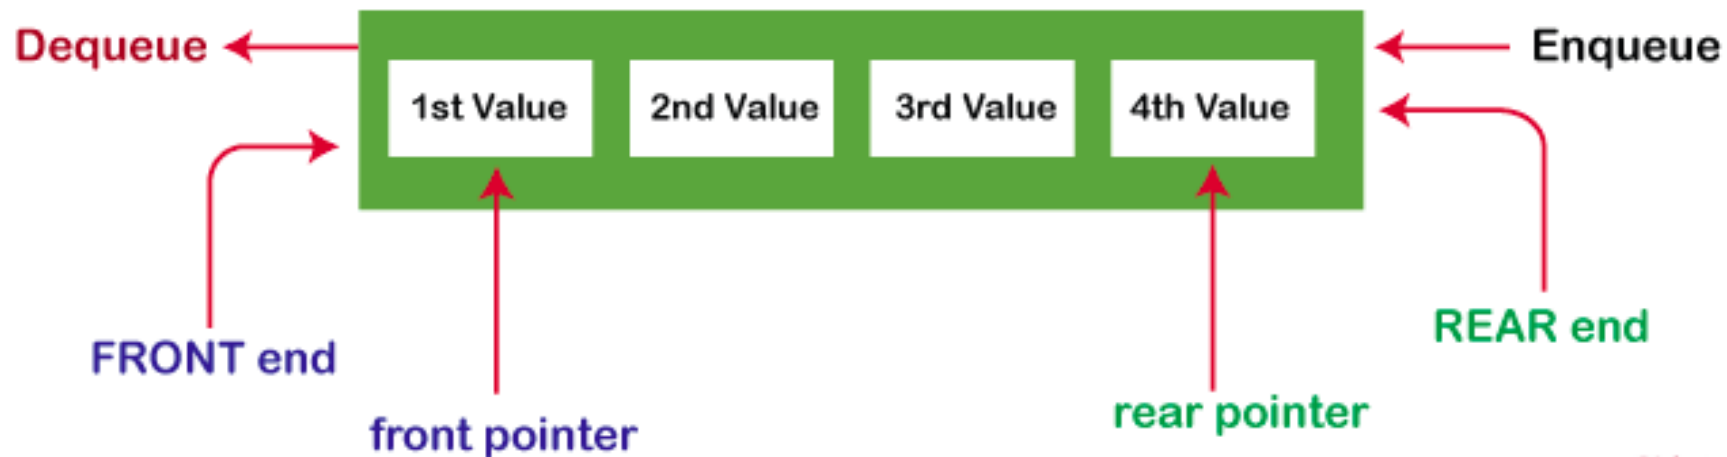 Dequeue
Enqueue
1st Value
2nd Value
3rd Value
4th Value
FRONT end
REAR end
front pointer
rear pointer